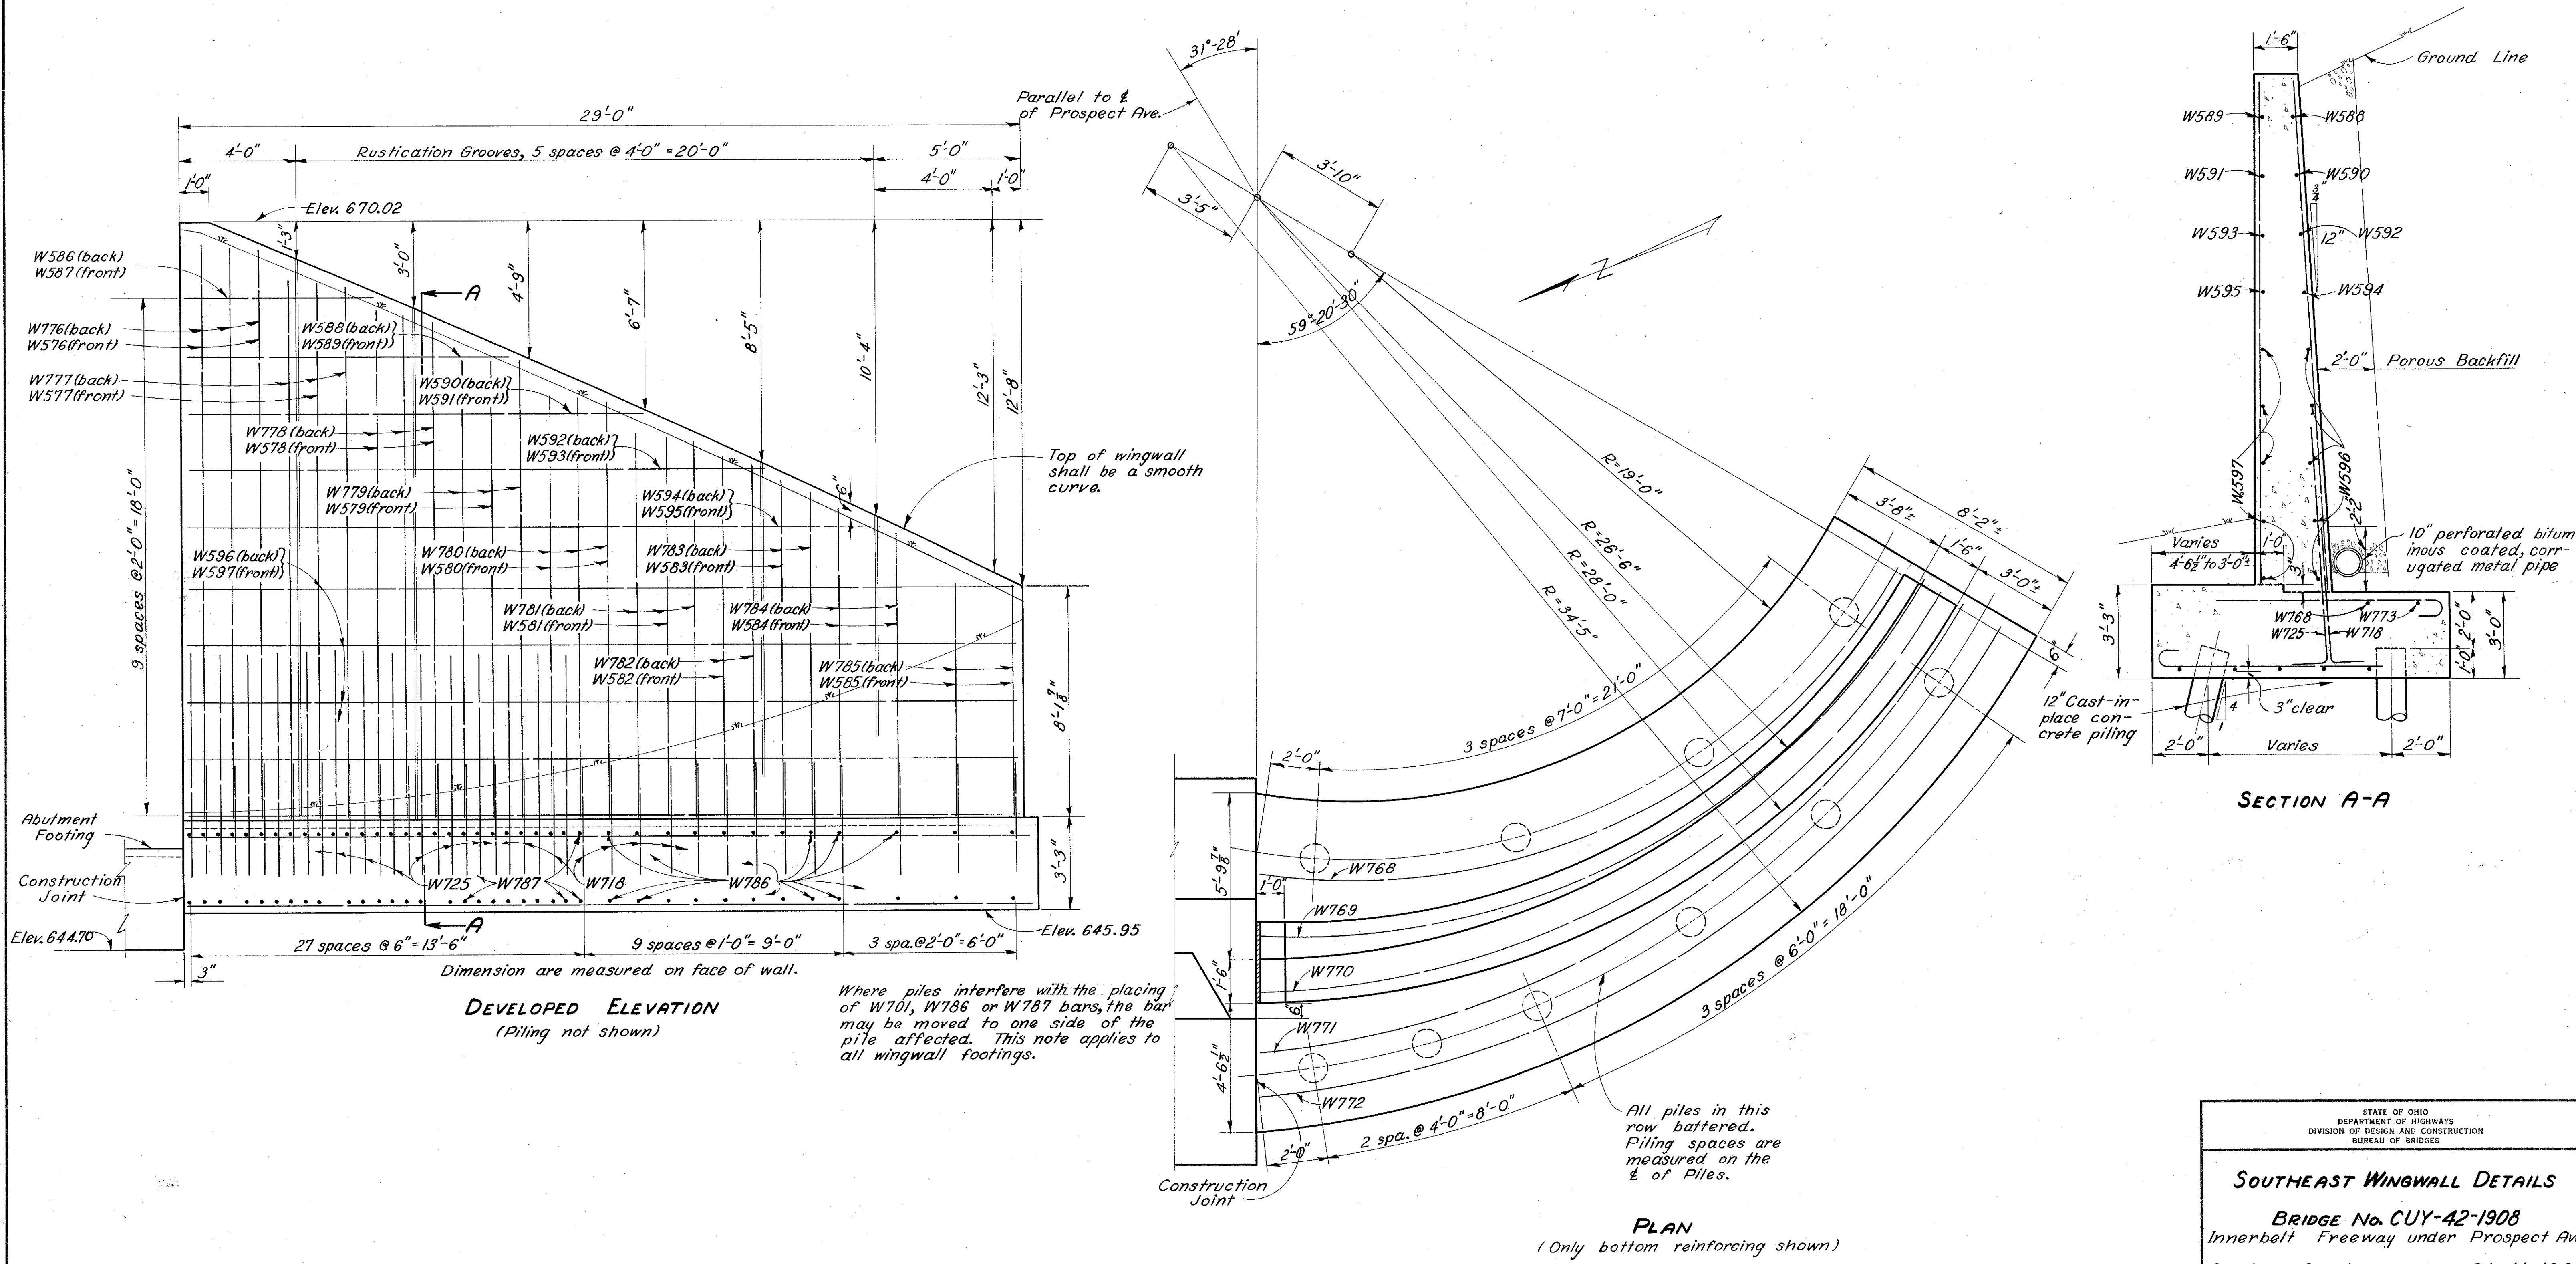 29'-0"
4'-0"
Rustication Grooves, 5 spaces @ 4'-0" = 20'-0"
5'-0"
1'-0"
4'-0"
1'-0"
Elev. 670.02
1'-3"
3'-0"
4'-9"
6'-7"
8'-5"
10'-4"
12'-3"
12'-8"
W586 (back)
W587 (front)
A
W776 (back)
W576 (front)
W588 (back)
W589 (front)
W777 (back)
W577 (front)
W590 (back)
W591 (front)
W778 (back)
W578 (front)
W592 (back)
W593 (front)
Top of wingwall
shall be a smooth
curve.
9 spaces @ 2'-0" = 18'-0"
W779 (back)
W579 (front)
W594 (back)
W595 (front)
6"
W596 (back)
W597 (front)
W780 (back)
W580 (front)
W783 (back)
W583 (front)
W781 (back)
W581 (front)
W784 (back)
W584 (front)
W782 (back)
W582 (front)
W785 (back)
W585 (front)
8'-1 7/8"
Abutment
Footing
3'-3"
Construction
Joint
W725
W787
W718
W786
A
Elev. 644.70
Elev. 645.95
27 spaces @ 6" = 13'-6"
9 spaces @ 1'-0" = 9'-0"
3 spa. @ 2'-0" = 6'-0"
3"
Dimension are measured on face of wall.
DEVELOPED ELEVATION
(Piling not shown)
Where piles interfere with the placing
of W701, W786 or W787 bars, the bar
may be moved to one side of the
pile affected. This note applies to
all wingwall footings.
31°-28'
Parallel to ℄
of Prospect Ave.
3'-10"
3'-5"
N
59°-20'-30"
R=19'-0"
R=26'-6"
R=28'-0"
R=34'-5"
8'-2"±
3'-8"±
1'-6"
3'-0"±
6"
3 spaces @ 7'-0" = 21'-0"
2'-0"
W768
5'-9 7/8"
1'-0"
W769
W770
1'-6"
6"
W771
4'-6 1/2"
W772
3 spaces @ 6'-0" = 18'-0"
2 spa. @ 4'-0" = 8'-0"
2'-0"
Construction
Joint
All piles in this
row battered.
Piling spaces are
measured on the
℄ of Piles.
PLAN
(Only bottom reinforcing shown)
1'-6"
Ground Line
W589
W588
W591
W590
3/4"
W593
12"
W592
W595
W594
2'-0"
Porous Backfill
W597
W596
2'-2"
10" perforated bitum
inous coated, corr-
ugated metal pipe
Varies
4'-6 1/2" to 3'-0"±
1'-0"
3"
W768
W773
W725
W718
3'-3"
2'-0"
1'-0"
3'-0"
12" Cast-in-
place con-
crete piling
4
1
3" clear
2'-0"
Varies
2'-0"
SECTION A-A
STATE OF OHIO
DEPARTMENT OF HIGHWAYS
DIVISION OF DESIGN AND CONSTRUCTION
BUREAU OF BRIDGES
SOUTHEAST WINGWALL DETAILS
BRIDGE No. CUY-42-1908
Innerbelt Freeway under Prospect Av